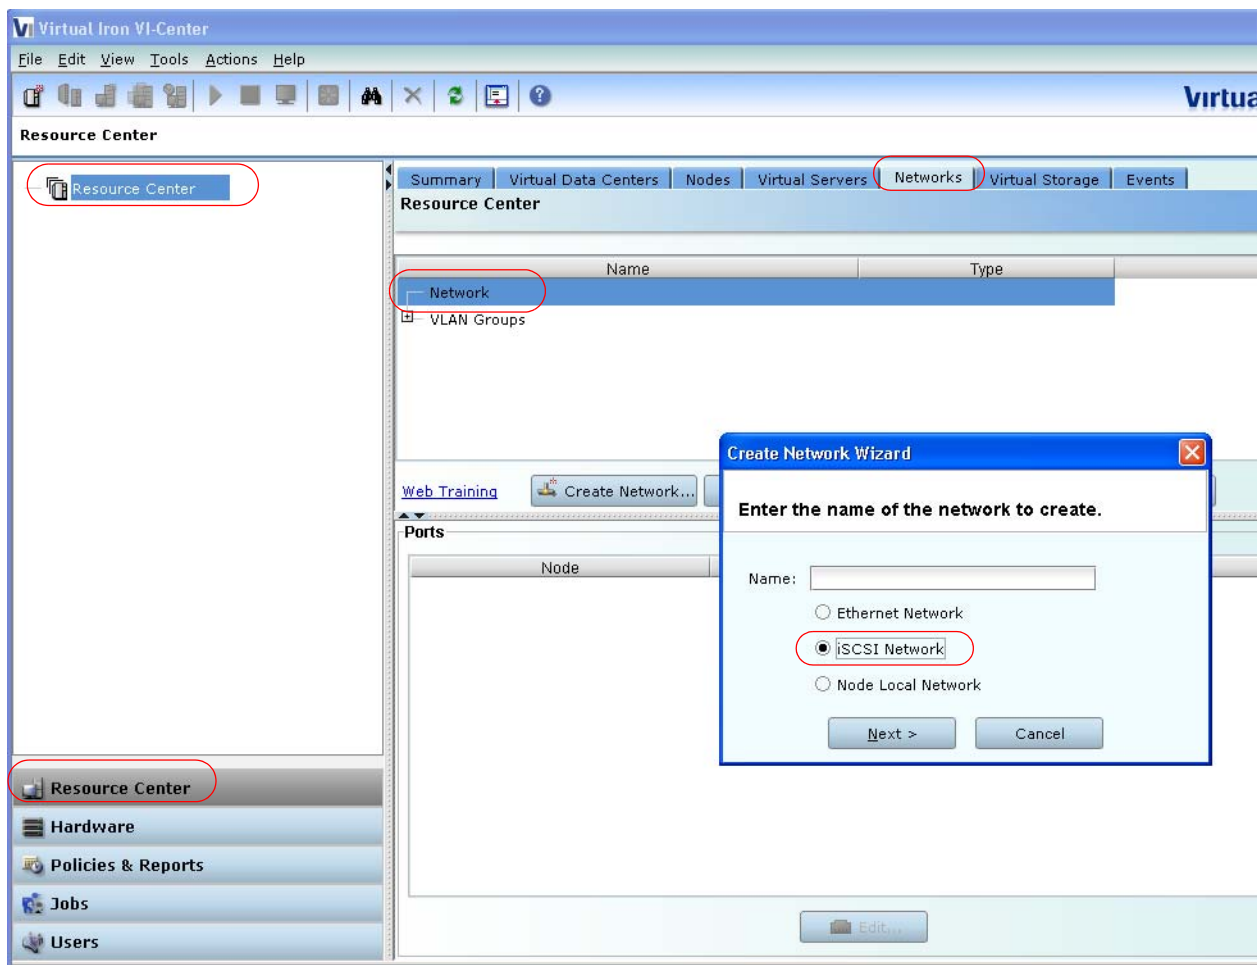 VI Virtual Iron VI-Center
File Edit View Tools Actions Help
Resource Center
Resource Center
Summary Virtual Data Centers Nodes Virtual Servers Networks Virtual Storage Events
Resource Center
Name Type
Network
VLAN Groups
Web Training Create Network...
Create Network Wizard
Enter the name of the network to create.
Name:
Ethernet Network
iSCSI Network
Node Local Network
Next > Cancel
Ports
Node
Edit...
Resource Center
Hardware
Policies & Reports
Jobs
Users